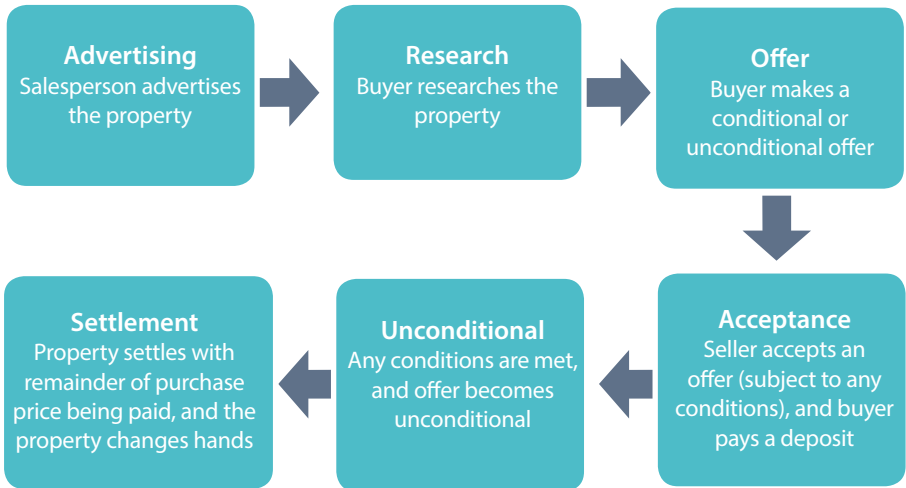 Advertising
Salesperson advertises
the property
Research
Buyer researches the
property
Offer
Buyer makes a
conditional or
unconditional offer
Acceptance
Seller accepts an
offer (subject to any
conditions), and buyer
pays a deposit
Unconditional
Any conditions are met,
and offer becomes
unconditional
Settlement
Property settles with
remainder of purchase
price being paid, and the
property changes hands